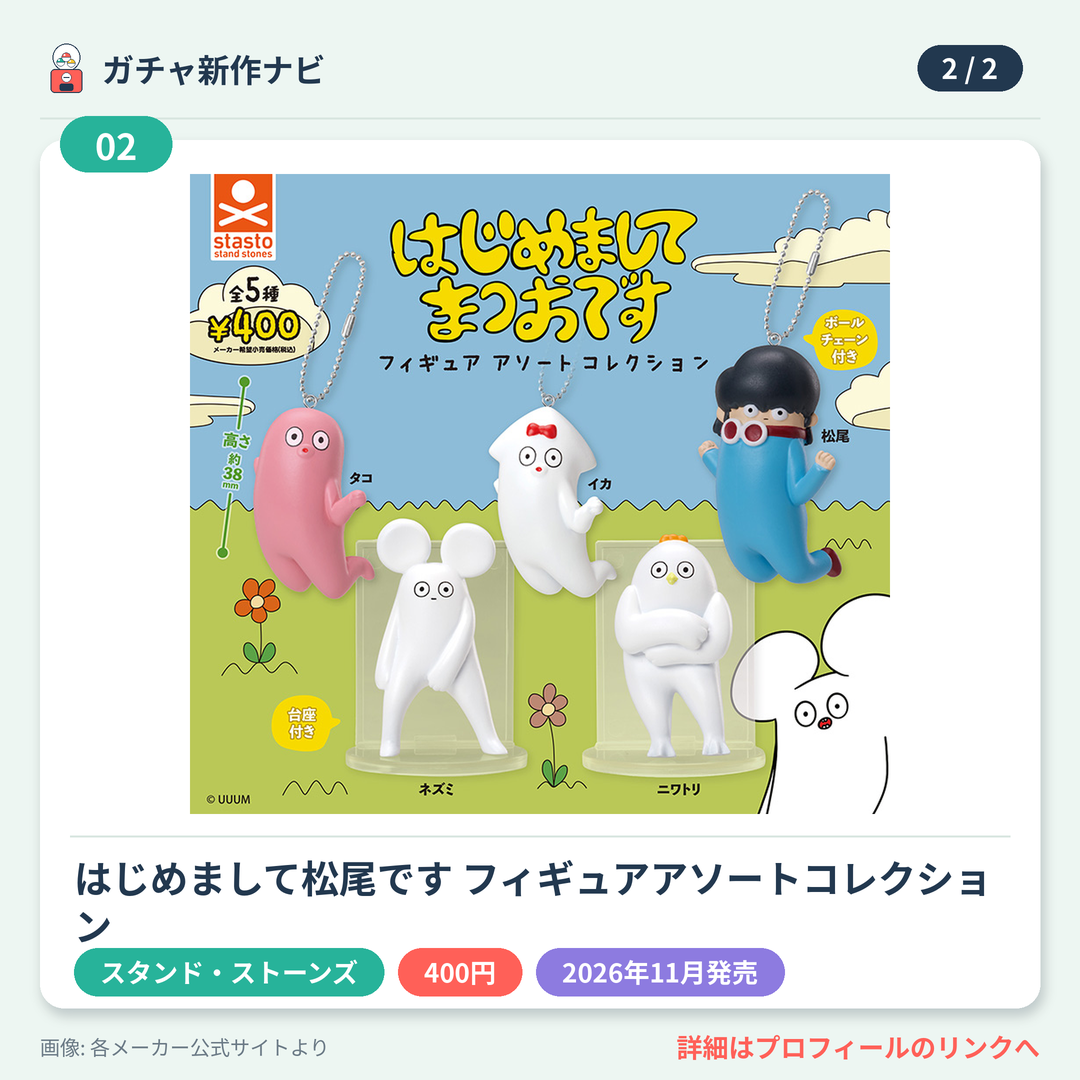 ガチャ新作ナビ
2 / 2
02
stasto
stand stones
はじめまして
まつおです
フィギュア アソート コレクション
全5種
¥400
メーカー希望小売価格(税込)
ボール
チェーン
付き
高さ
約
38
mm
タコ
イカ
松尾
台座
付き
ネズミ
ニワトリ
© UUUM
はじめまして松尾です フィギュアアソートコレクショ
ン
スタンド・ストーンズ
400円
2026年11月発売
画像: 各メーカー公式サイトより
詳細はプロフィールのリンクへ